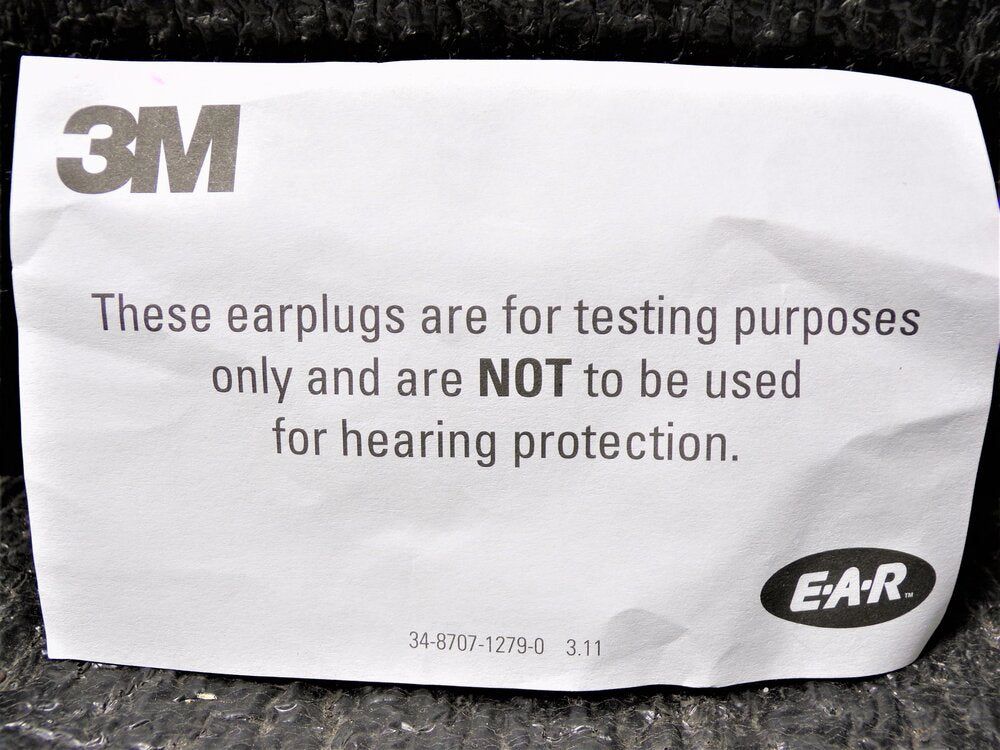 3M
These earplugs are for testing purposes
only and are NOT to be used
for hearing protection.
E·A·R™
34-8707-1279-0 3.11